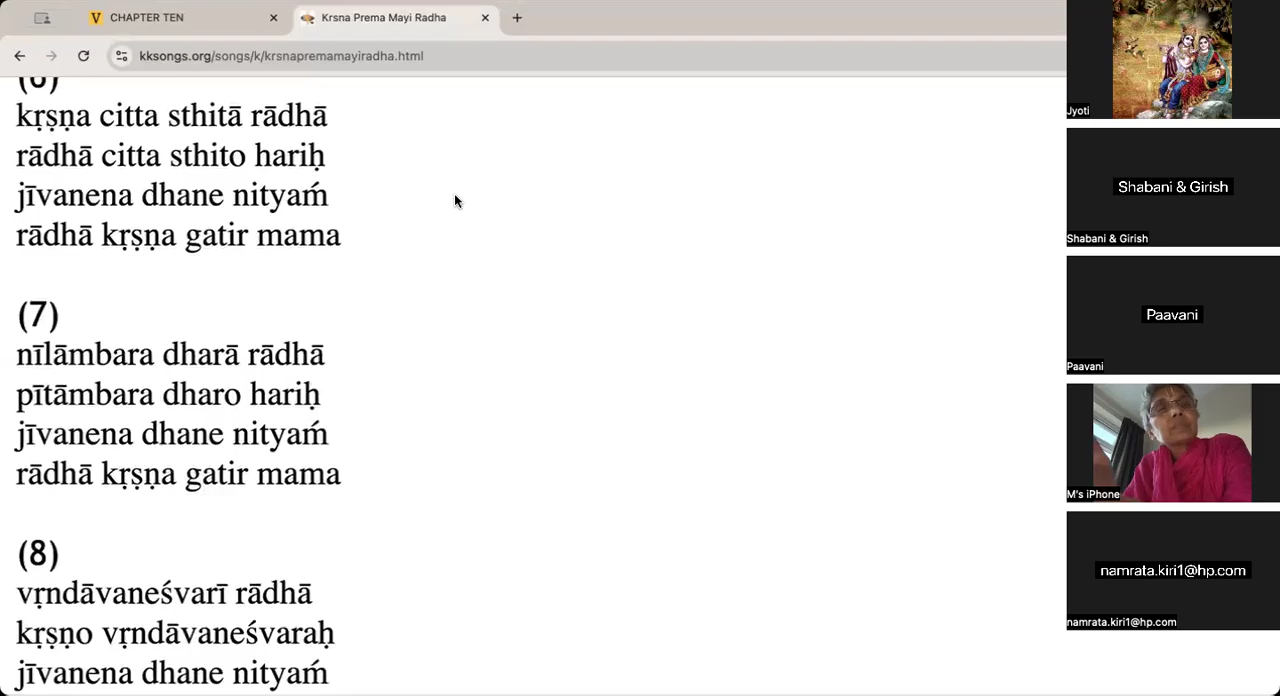 CHAPTER TEN
Krsna Prema Mayi Radha
kksongs.org/songs/k/krsnapremamayiradha.html
(6)
kṛṣṇa citta sthitā rādhā
rādhā citta sthito hariḥ
jīvanena dhane nityaḿ
rādhā kṛṣṇa gatir mama
(7)
nīlāmbara dharā rādhā
pītāmbara dharo hariḥ
jīvanena dhane nityaḿ
rādhā kṛṣṇa gatir mama
(8)
vṛndāvaneśvarī rādhā
kṛṣṇo vṛndāvaneśvaraḥ
jīvanena dhane nityaḿ
Jyoti
Shabani & Girish
Shabani & Girish
Paavani
Paavani
M's iPhone
namrata.kiri1@hp.com
namrata.kiri1@hp.com